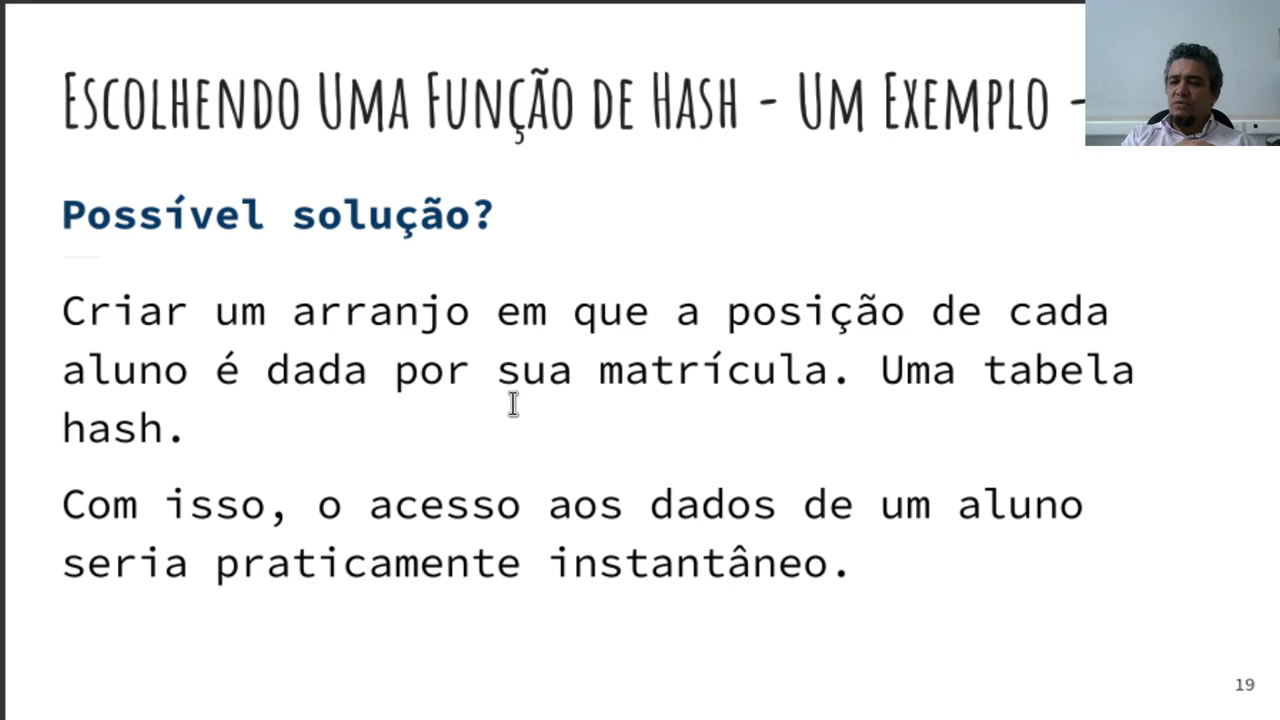 Escolhendo Uma Função de Hash - Um Exemplo -
Possível solução?
Criar um arranjo em que a posição de cada
aluno é dada por sua matrícula. Uma tabela
hash.
Com isso, o acesso aos dados de um aluno
seria praticamente instantâneo.
19